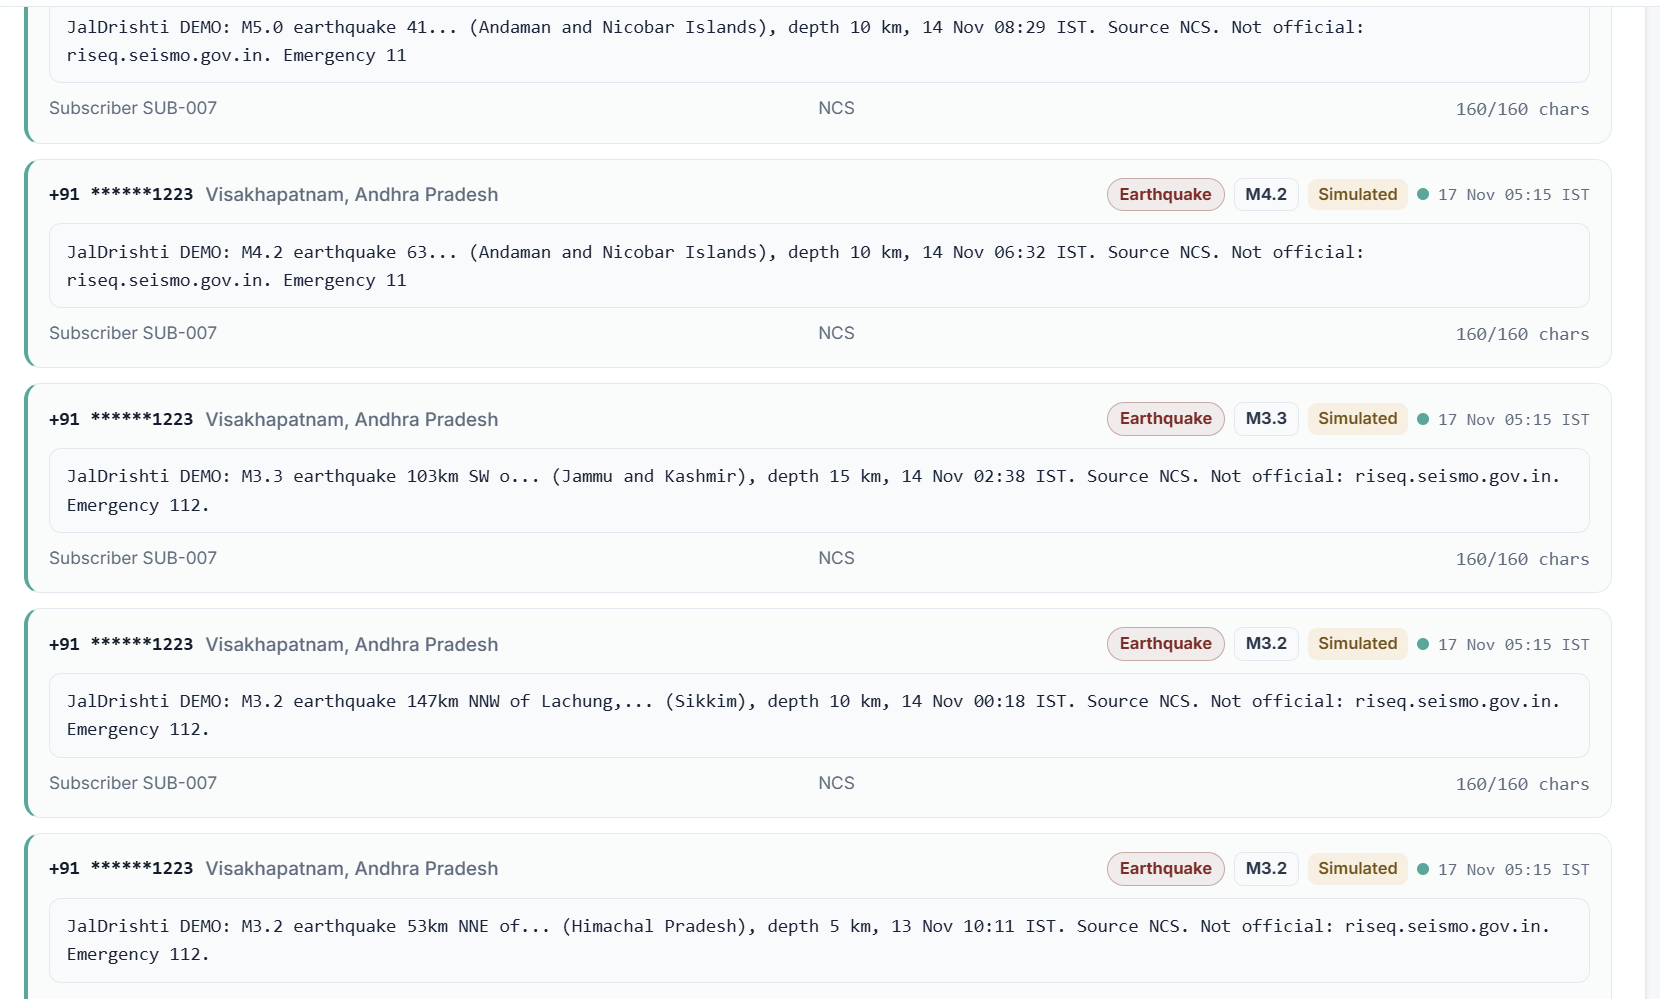 JalDrishti DEMO: M5.0 earthquake 41... (Andaman and Nicobar Islands), depth 10 km, 14 Nov 08:29 IST. Source NCS. Not official:
riseq.seismo.gov.in. Emergency 11
Subscriber SUB-007 NCS 160/160 chars
+91 ******1223 Visakhapatnam, Andhra Pradesh Earthquake M4.2 Simulated 17 Nov 05:15 IST
JalDrishti DEMO: M4.2 earthquake 63... (Andaman and Nicobar Islands), depth 10 km, 14 Nov 06:32 IST. Source NCS. Not official:
riseq.seismo.gov.in. Emergency 11
Subscriber SUB-007 NCS 160/160 chars
+91 ******1223 Visakhapatnam, Andhra Pradesh Earthquake M3.3 Simulated 17 Nov 05:15 IST
JalDrishti DEMO: M3.3 earthquake 103km SW o... (Jammu and Kashmir), depth 15 km, 14 Nov 02:38 IST. Source NCS. Not official: riseq.seismo.gov.in.
Emergency 112.
Subscriber SUB-007 NCS 160/160 chars
+91 ******1223 Visakhapatnam, Andhra Pradesh Earthquake M3.2 Simulated 17 Nov 05:15 IST
JalDrishti DEMO: M3.2 earthquake 147km NNW of Lachung,... (Sikkim), depth 10 km, 14 Nov 00:18 IST. Source NCS. Not official: riseq.seismo.gov.in.
Emergency 112.
Subscriber SUB-007 NCS 160/160 chars
+91 ******1223 Visakhapatnam, Andhra Pradesh Earthquake M3.2 Simulated 17 Nov 05:15 IST
JalDrishti DEMO: M3.2 earthquake 53km NNE of... (Himachal Pradesh), depth 5 km, 13 Nov 10:11 IST. Source NCS. Not official: riseq.seismo.gov.in.
Emergency 112.